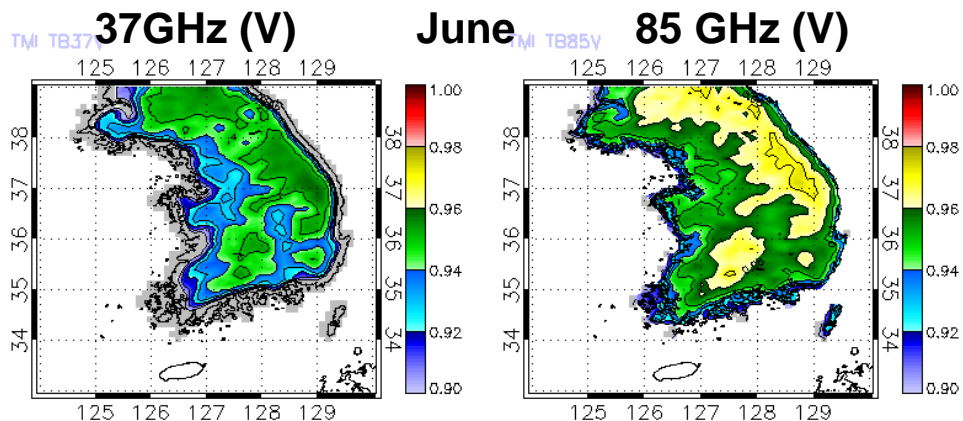 37GHz (V) June 85 GHz (V)
TMI TB37V TMI TB85V
125 126 127 128 129 125 126 127 128 129
1.00 1.00
38 38 38 38
0.98 0.98
37 37 37 37
0.96 0.96
36 36 36 36
0.94 0.94
35 35 35 35
0.92 0.92
34 34 34 34
0.90 0.90
125 126 127 128 129 125 126 127 128 129